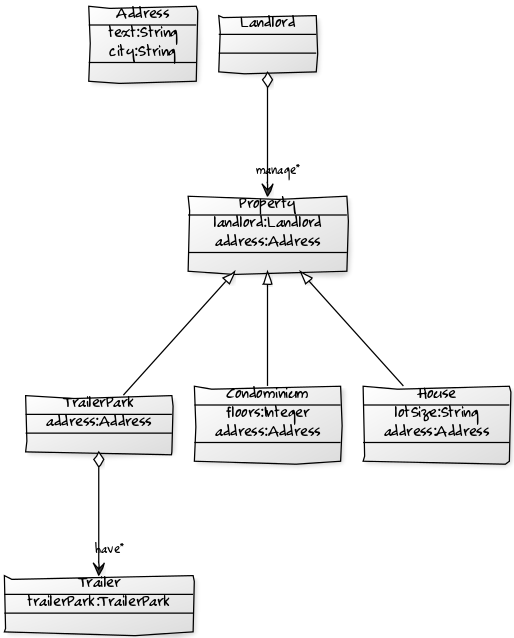 Address
text:String
city:String
Landlord
manage*
Property
landlord:Landlord
address:Address
TrailerPark
address:Address
Condominium
floors:Integer
address:Address
House
lotSize:String
address:Address
have*
Trailer
trailerPark:TrailerPark